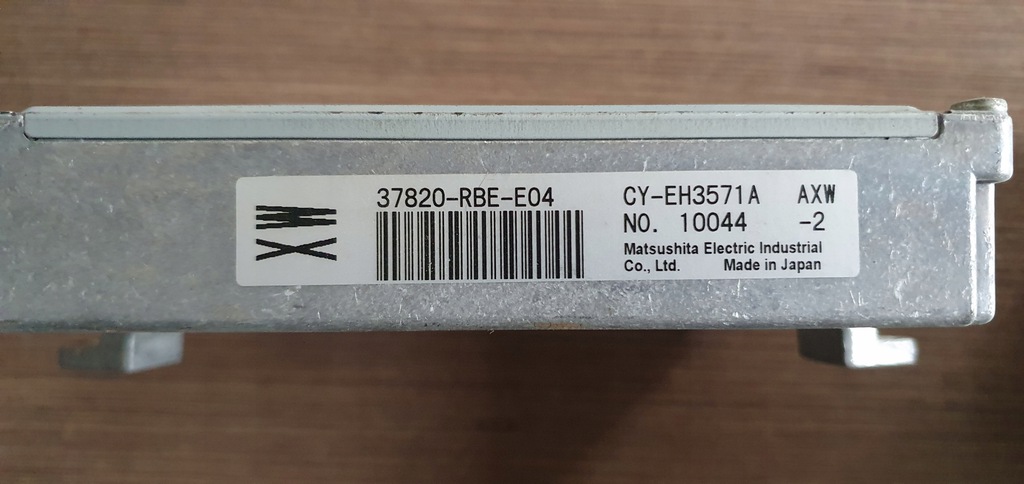 XW
37820-RBE-E04
CY-EH3571A AXW
NO. 10044 -2
Matsushita Electric Industrial
Co., Ltd. Made in Japan